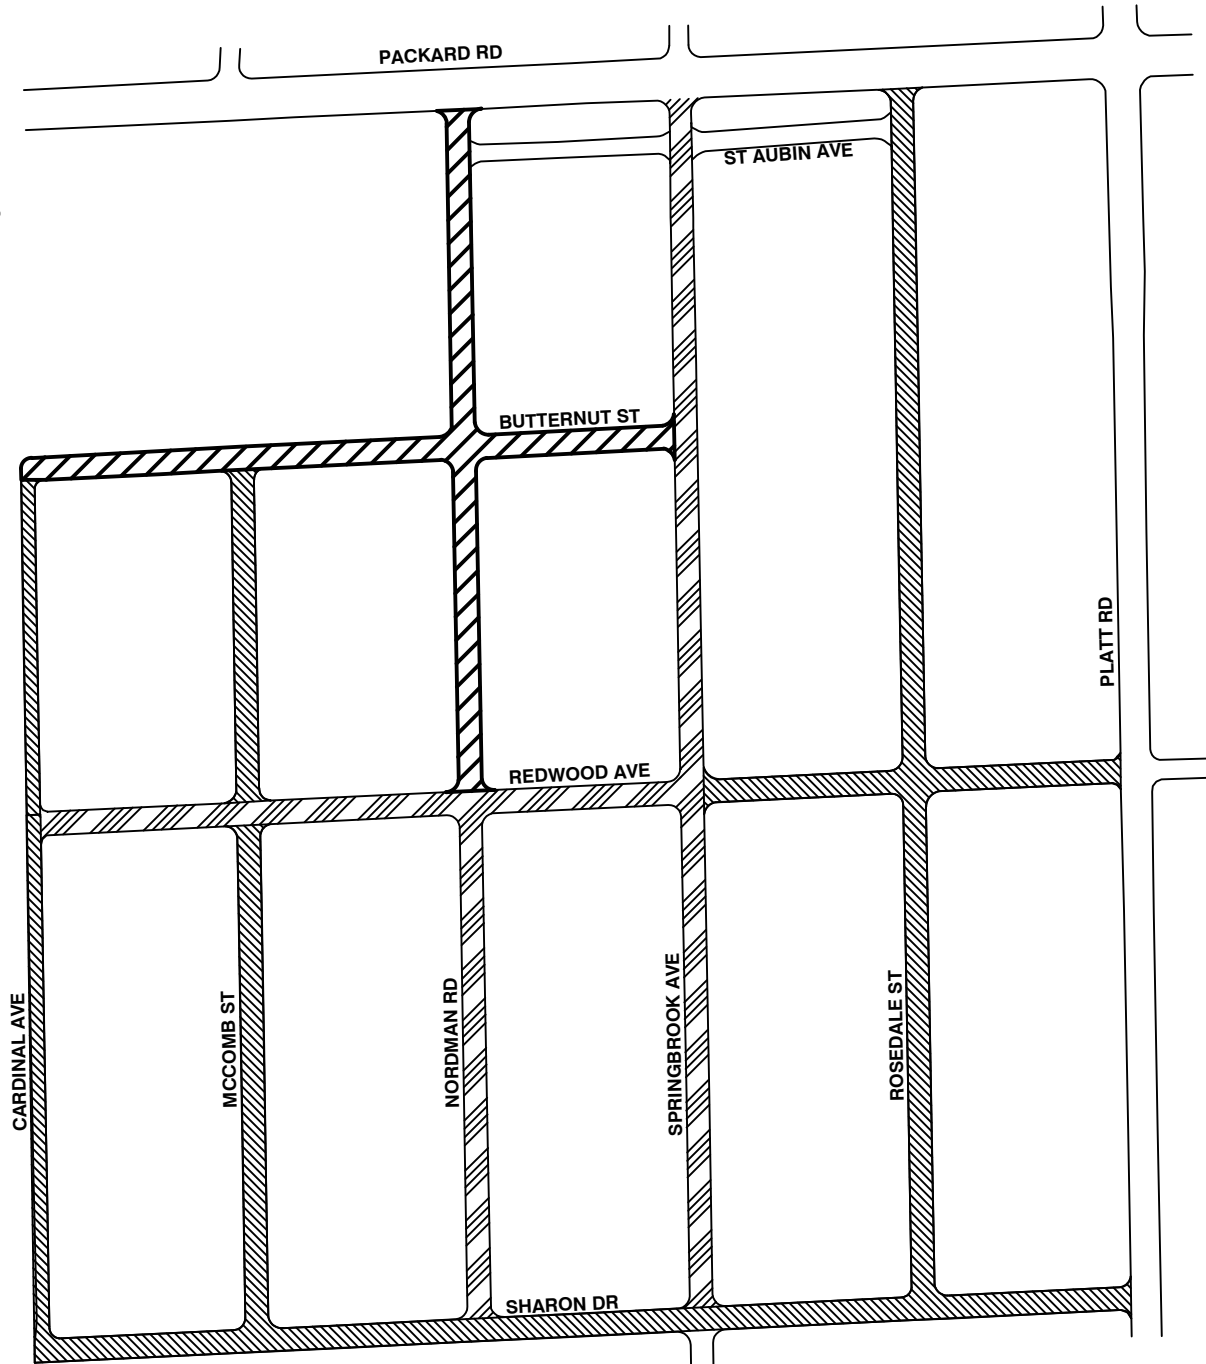 PACKARD RD
ST AUBIN AVE
BUTTERNUT ST
PLATT RD
REDWOOD AVE
CARDINAL AVE
MCCOMB ST
NORDMAN RD
SPRINGBROOK AVE
ROSEDALE ST
SHARON DR